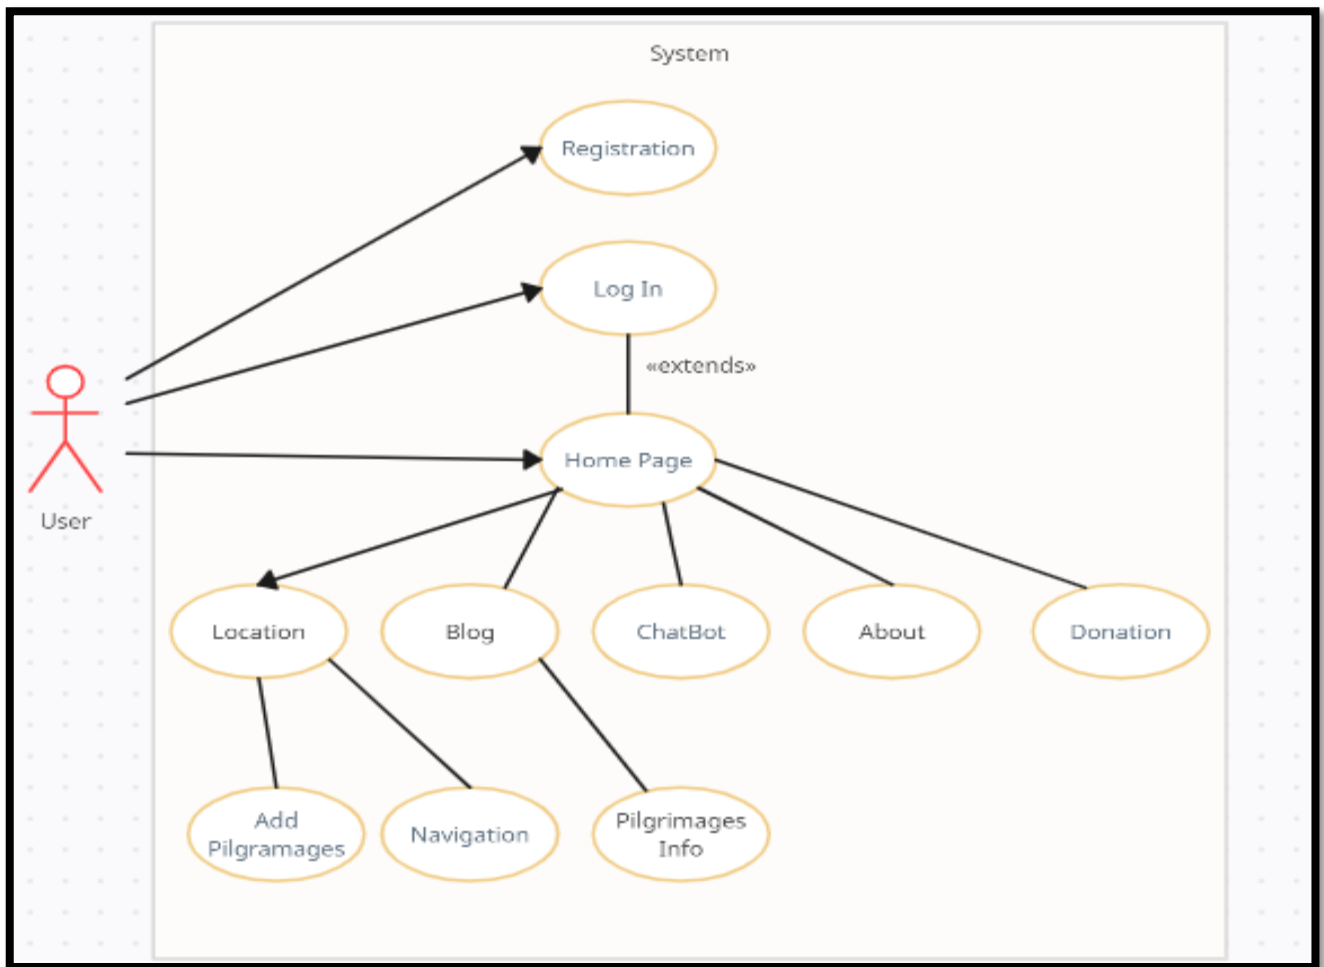 System
Registration
Log In
«extends»
Home Page
User
Location
Blog
ChatBot
About
Donation
Add
Pilgramages
Navigation
Pilgrimages
Info